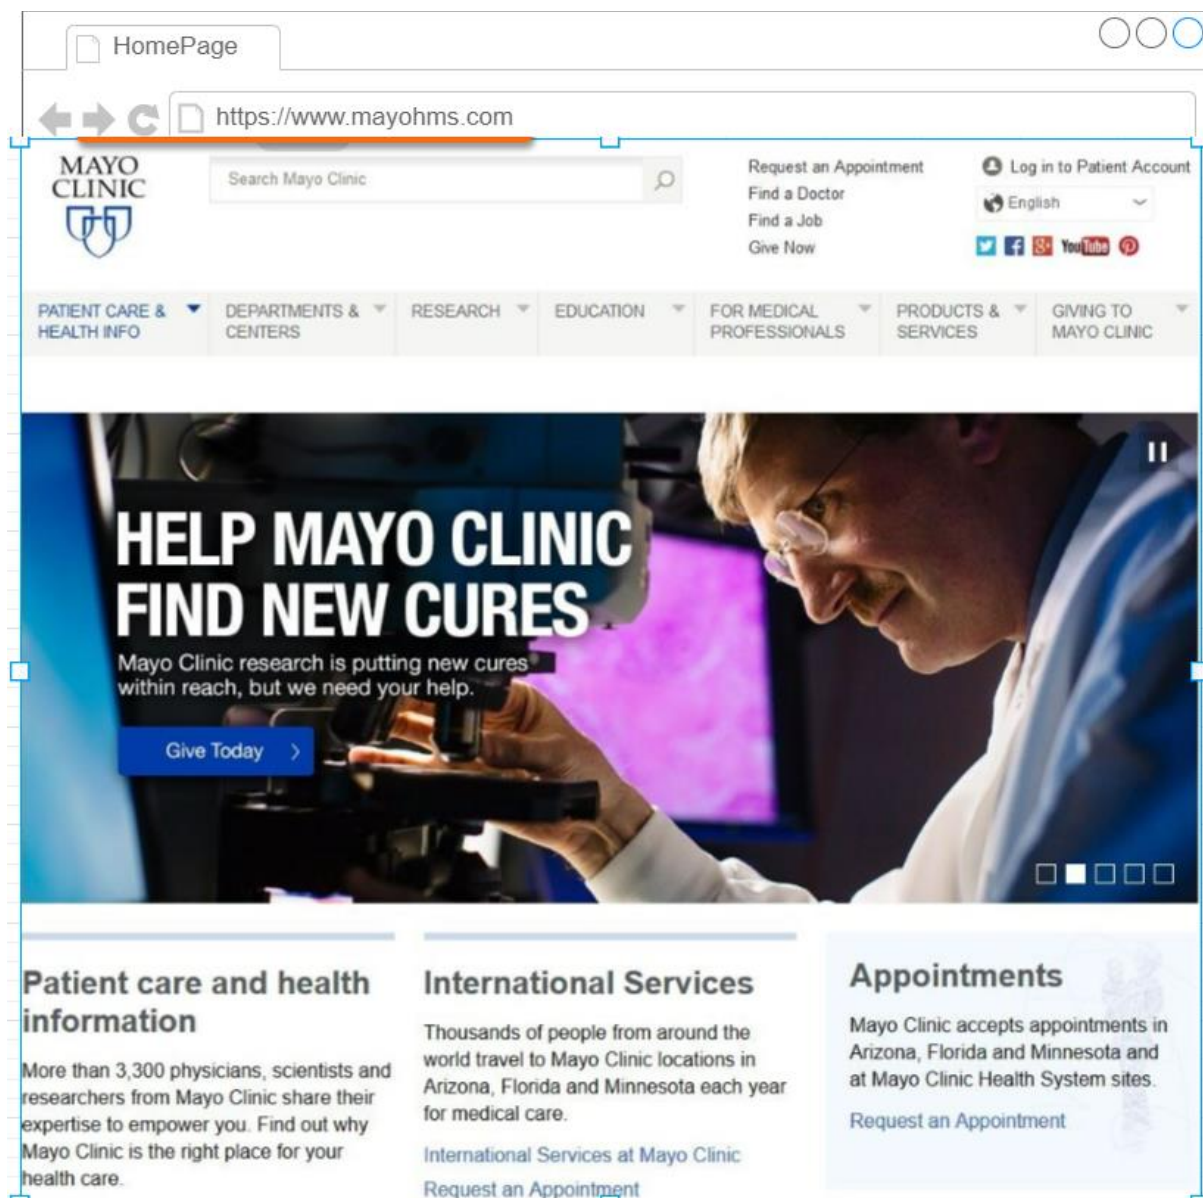 HomePage
https://www.mayohms.com
MAYO
CLINIC
Search Mayo Clinic
Request an Appointment
Find a Doctor
Find a Job
Give Now
Log in to Patient Account
English
YouTube
PATIENT CARE &
HEALTH INFO
DEPARTMENTS &
CENTERS
RESEARCH
EDUCATION
FOR MEDICAL
PROFESSIONALS
PRODUCTS &
SERVICES
GIVING TO
MAYO CLINIC
HELP MAYO CLINIC
FIND NEW CURES
Mayo Clinic research is putting new cures
within reach, but we need your help.
Give Today
Patient care and health
information
More than 3,300 physicians, scientists and
researchers from Mayo Clinic share their
expertise to empower you. Find out why
Mayo Clinic is the right place for your
health care.
International Services
Thousands of people from around the
world travel to Mayo Clinic locations in
Arizona, Florida and Minnesota each year
for medical care.
International Services at Mayo Clinic
Request an Appointment
Appointments
Mayo Clinic accepts appointments in
Arizona, Florida and Minnesota and
at Mayo Clinic Health System sites.
Request an Appointment